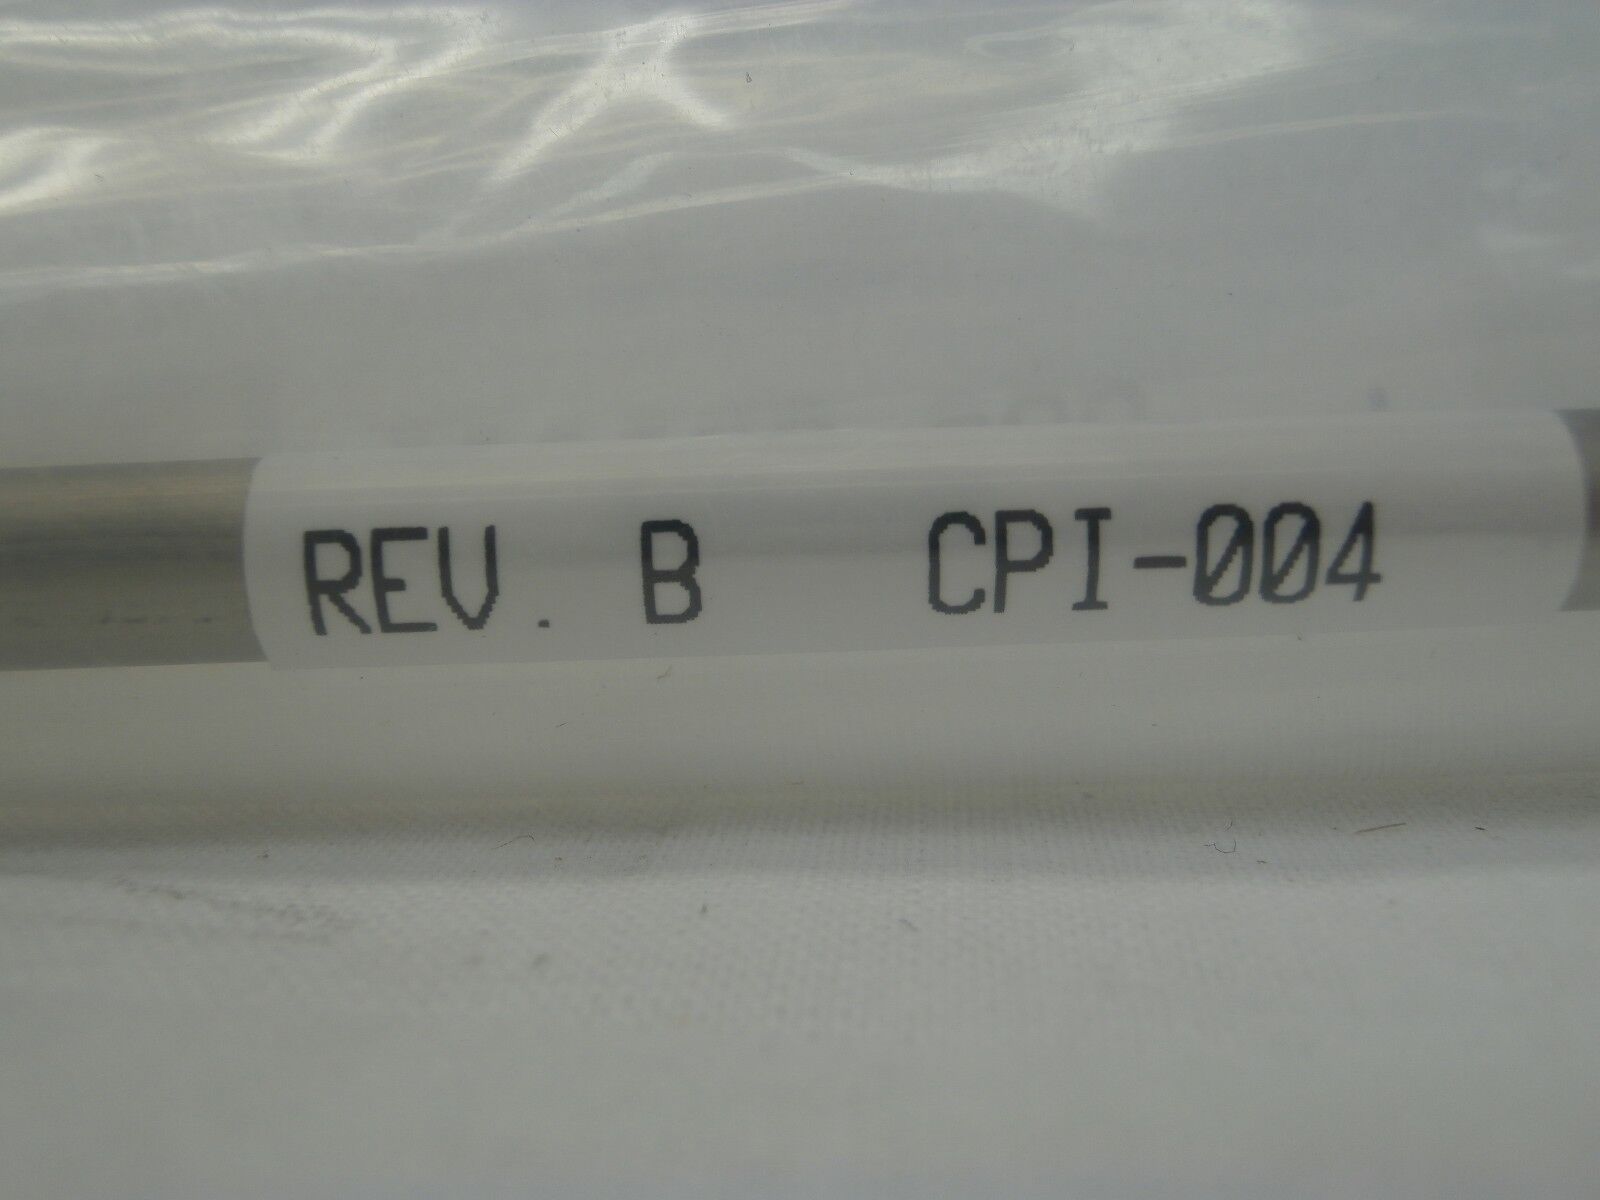 REV. B CPI-004